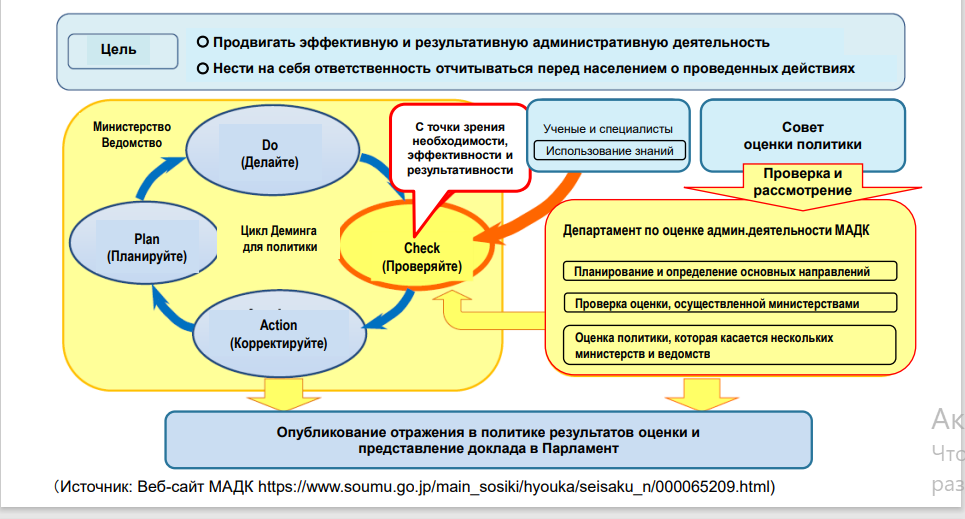 Цель
Продвигать эффективную и результативную административную деятельность
Нести на себя ответственность отчитываться перед населением о проведенных действиях
Министерство
Ведомство
Do
(Делайте)
С точки зрения
необходимости,
эффективности и
результативности
Ученые и специалисты
Использование знаний
Совет
оценки политики
Проверка и
рассмотрение
Plan
(Планируйте)
Цикл Деминга
для политики
Check
(Проверяйте)
Action
(Корректируйте)
Департамент по оценке админ.деятельности МАДК
Планирование и определение основных направлений
Проверка оценки, осуществленной министерствами
Оценка политики, которая касается нескольких
министерств и ведомств
Опубликование отражения в политике результатов оценки и
представление доклада в Парламент
(Источник: Веб-сайт МАДК https://www.soumu.go.jp/main_sosiki/hyouka/seisaku_n/000065209.html)
Ак
Что
раз